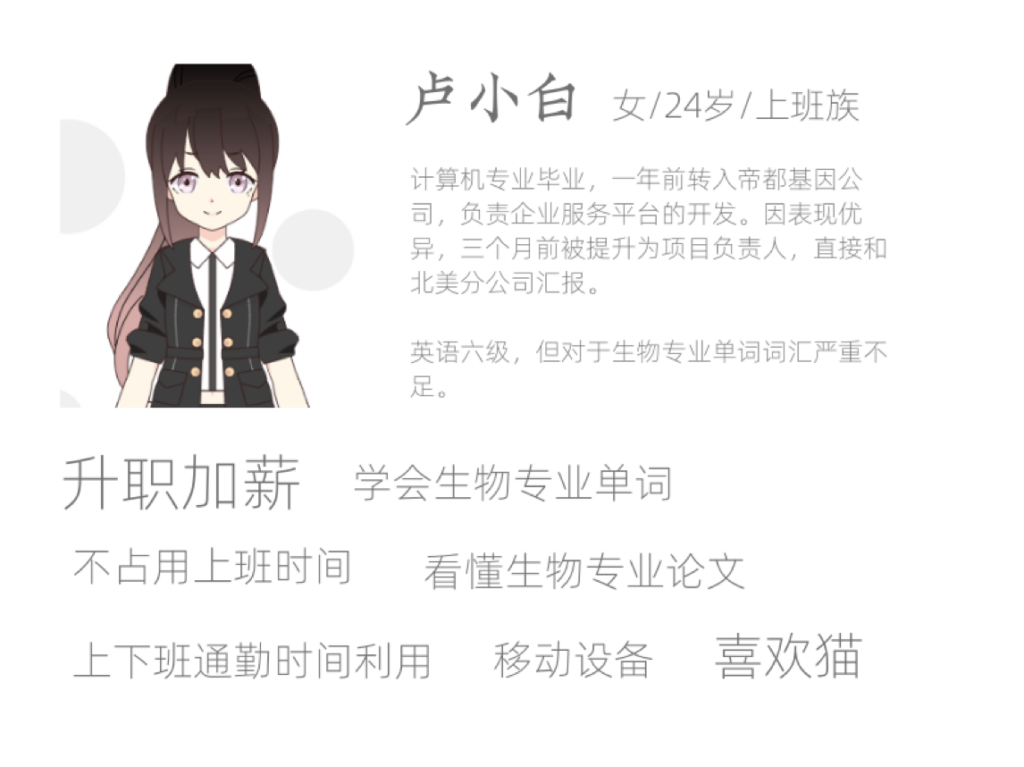 卢小白 女/24岁/上班族
计算机专业毕业，一年前转入帝都基因公
司，负责企业服务平台的开发。因表现优
异，三个月前被提升为项目负责人，直接和
北美分公司汇报。
英语六级，但对于生物专业单词词汇严重不
足。
升职加薪 学会生物专业单词
不占用上班时间 看懂生物专业论文
上下班通勤时间利用 移动设备 喜欢猫